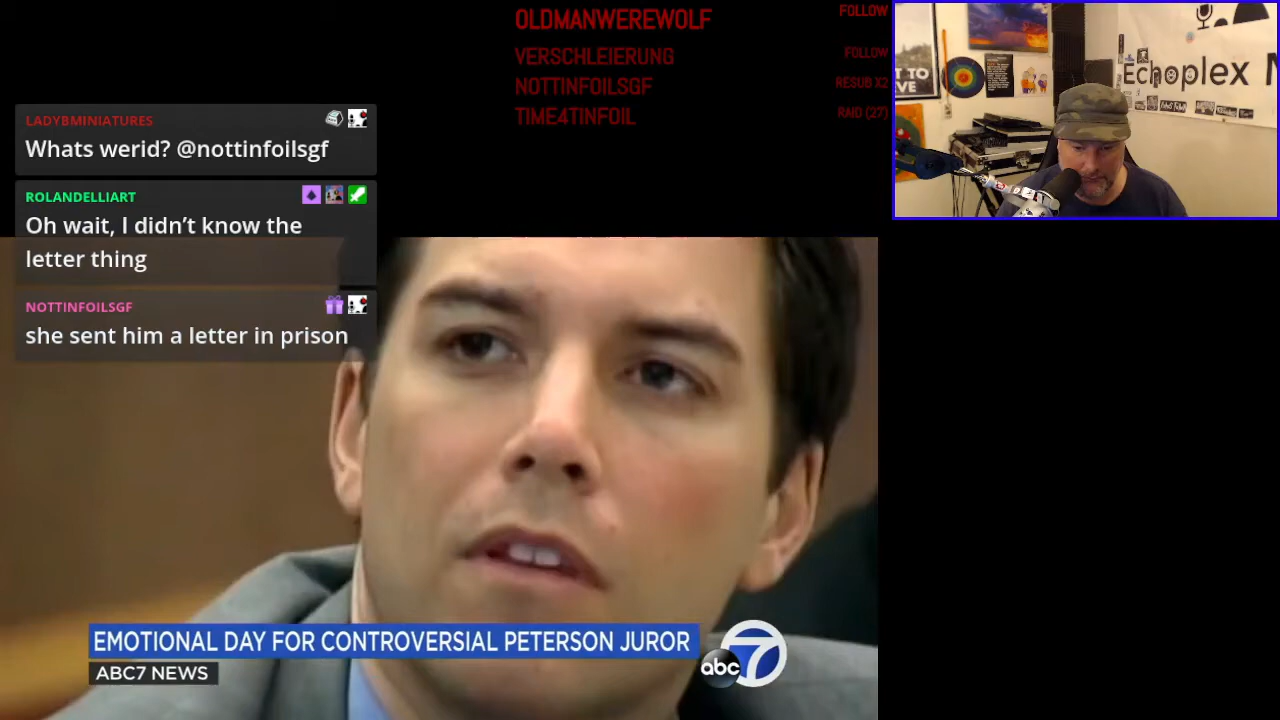 OLDMANWEREWOLF FOLLOW
VERSCHLEIERUNG FOLLOW
NOTTINFOILSGF RESUB X2
TIME4TINFOIL RAID (27)
Echoplex M
LADYBMINIATURES
Whats werid? @nottinfoilsgf
ROLANDELLIART
Oh wait, I didn’t know the
letter thing
NOTTINFOILSGF
she sent him a letter in prison
EMOTIONAL DAY FOR CONTROVERSIAL PETERSON JUROR
ABC7 NEWS
abc 7